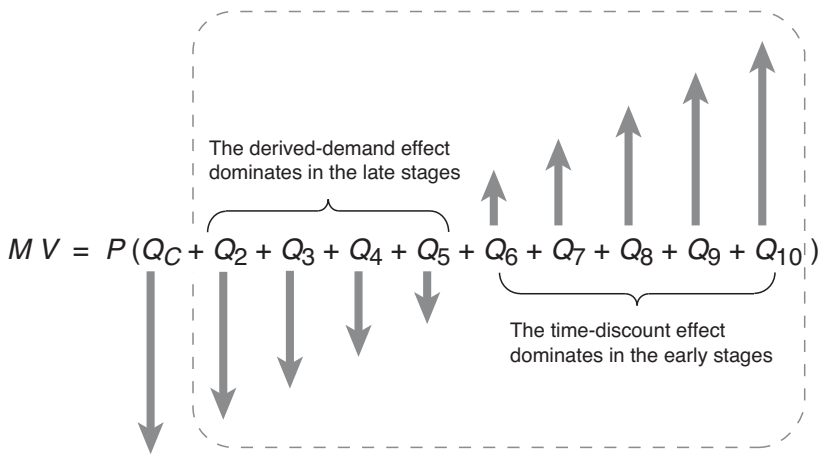 The derived-demand effect
dominates in the late stages
M V = P (Q_C + Q_2 + Q_3 + Q_4 + Q_5 + Q_6 + Q_7 + Q_8 + Q_9 + Q_10)
The time-discount effect
dominates in the early stages